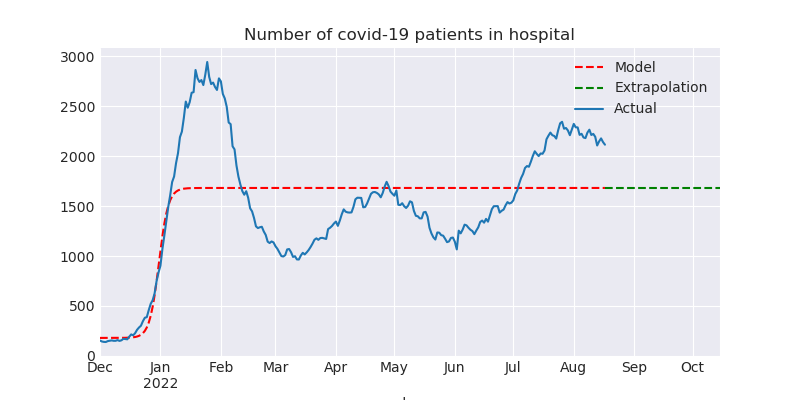 Number of covid-19 patients in hospital
3000
2500
2000
1500
1000
500
0
Model
Extrapolation
Actual
Dec Jan Feb Mar Apr May Jun Jul Aug Sep Oct
2022